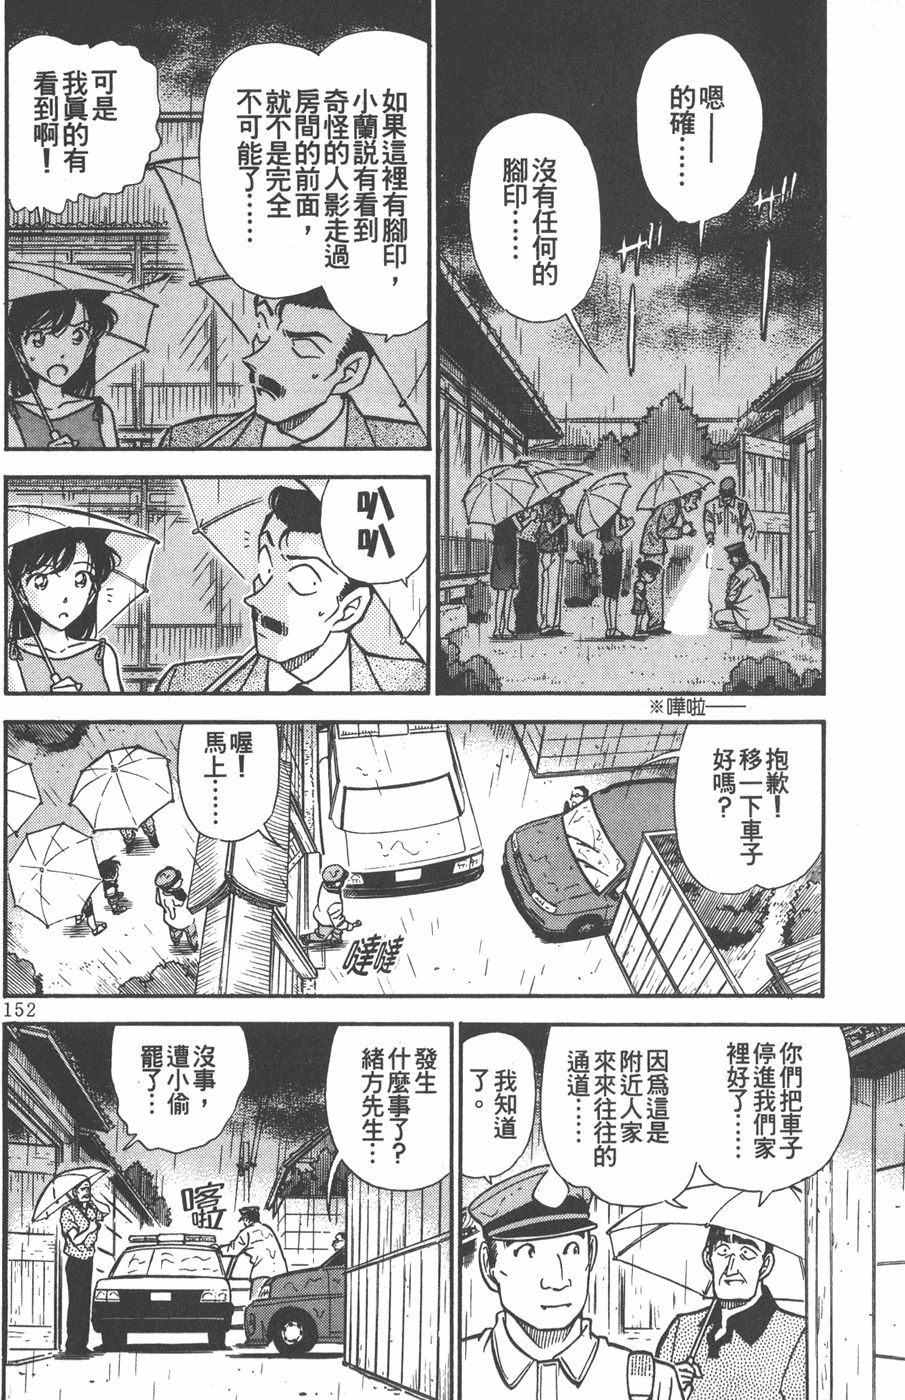 嗯——
的確……
沒有任何的
腳印……
※嘩啦——
如果這裡有腳印，
小蘭說有看到
奇怪的人影走過
房間的前面，
就不是完全
不可能了……
可是
我真的有
看到啊！
叭
叭
抱歉！
移一下車子
好嗎？
喔！
馬上……
噠噠
152
你們把車子
停進我們家
裡好了……
因為這是
附近人家
來來往往的
通道……
我知道
了。
發生
什麼事了？
緒方先生…
沒事，
遭小偷
罷了…
喀啦